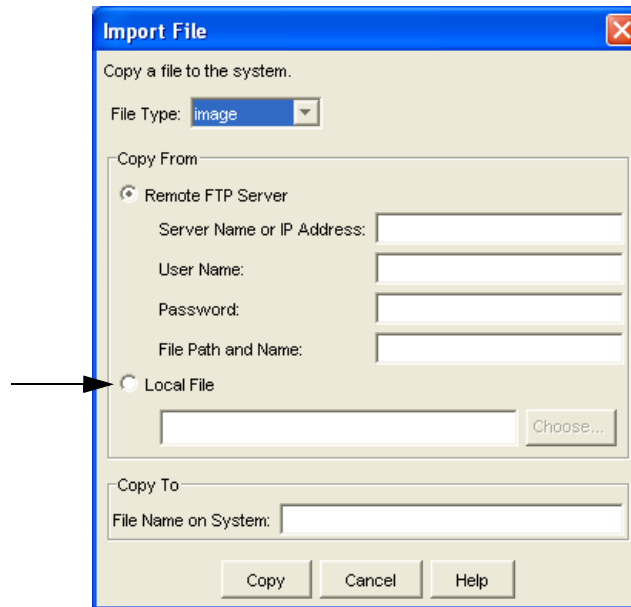 Import File
Copy a file to the system.
File Type: image
Copy From
Remote FTP Server
Server Name or IP Address:
User Name:
Password:
File Path and Name:
Local File
Choose...
Copy To
File Name on System:
Copy Cancel Help